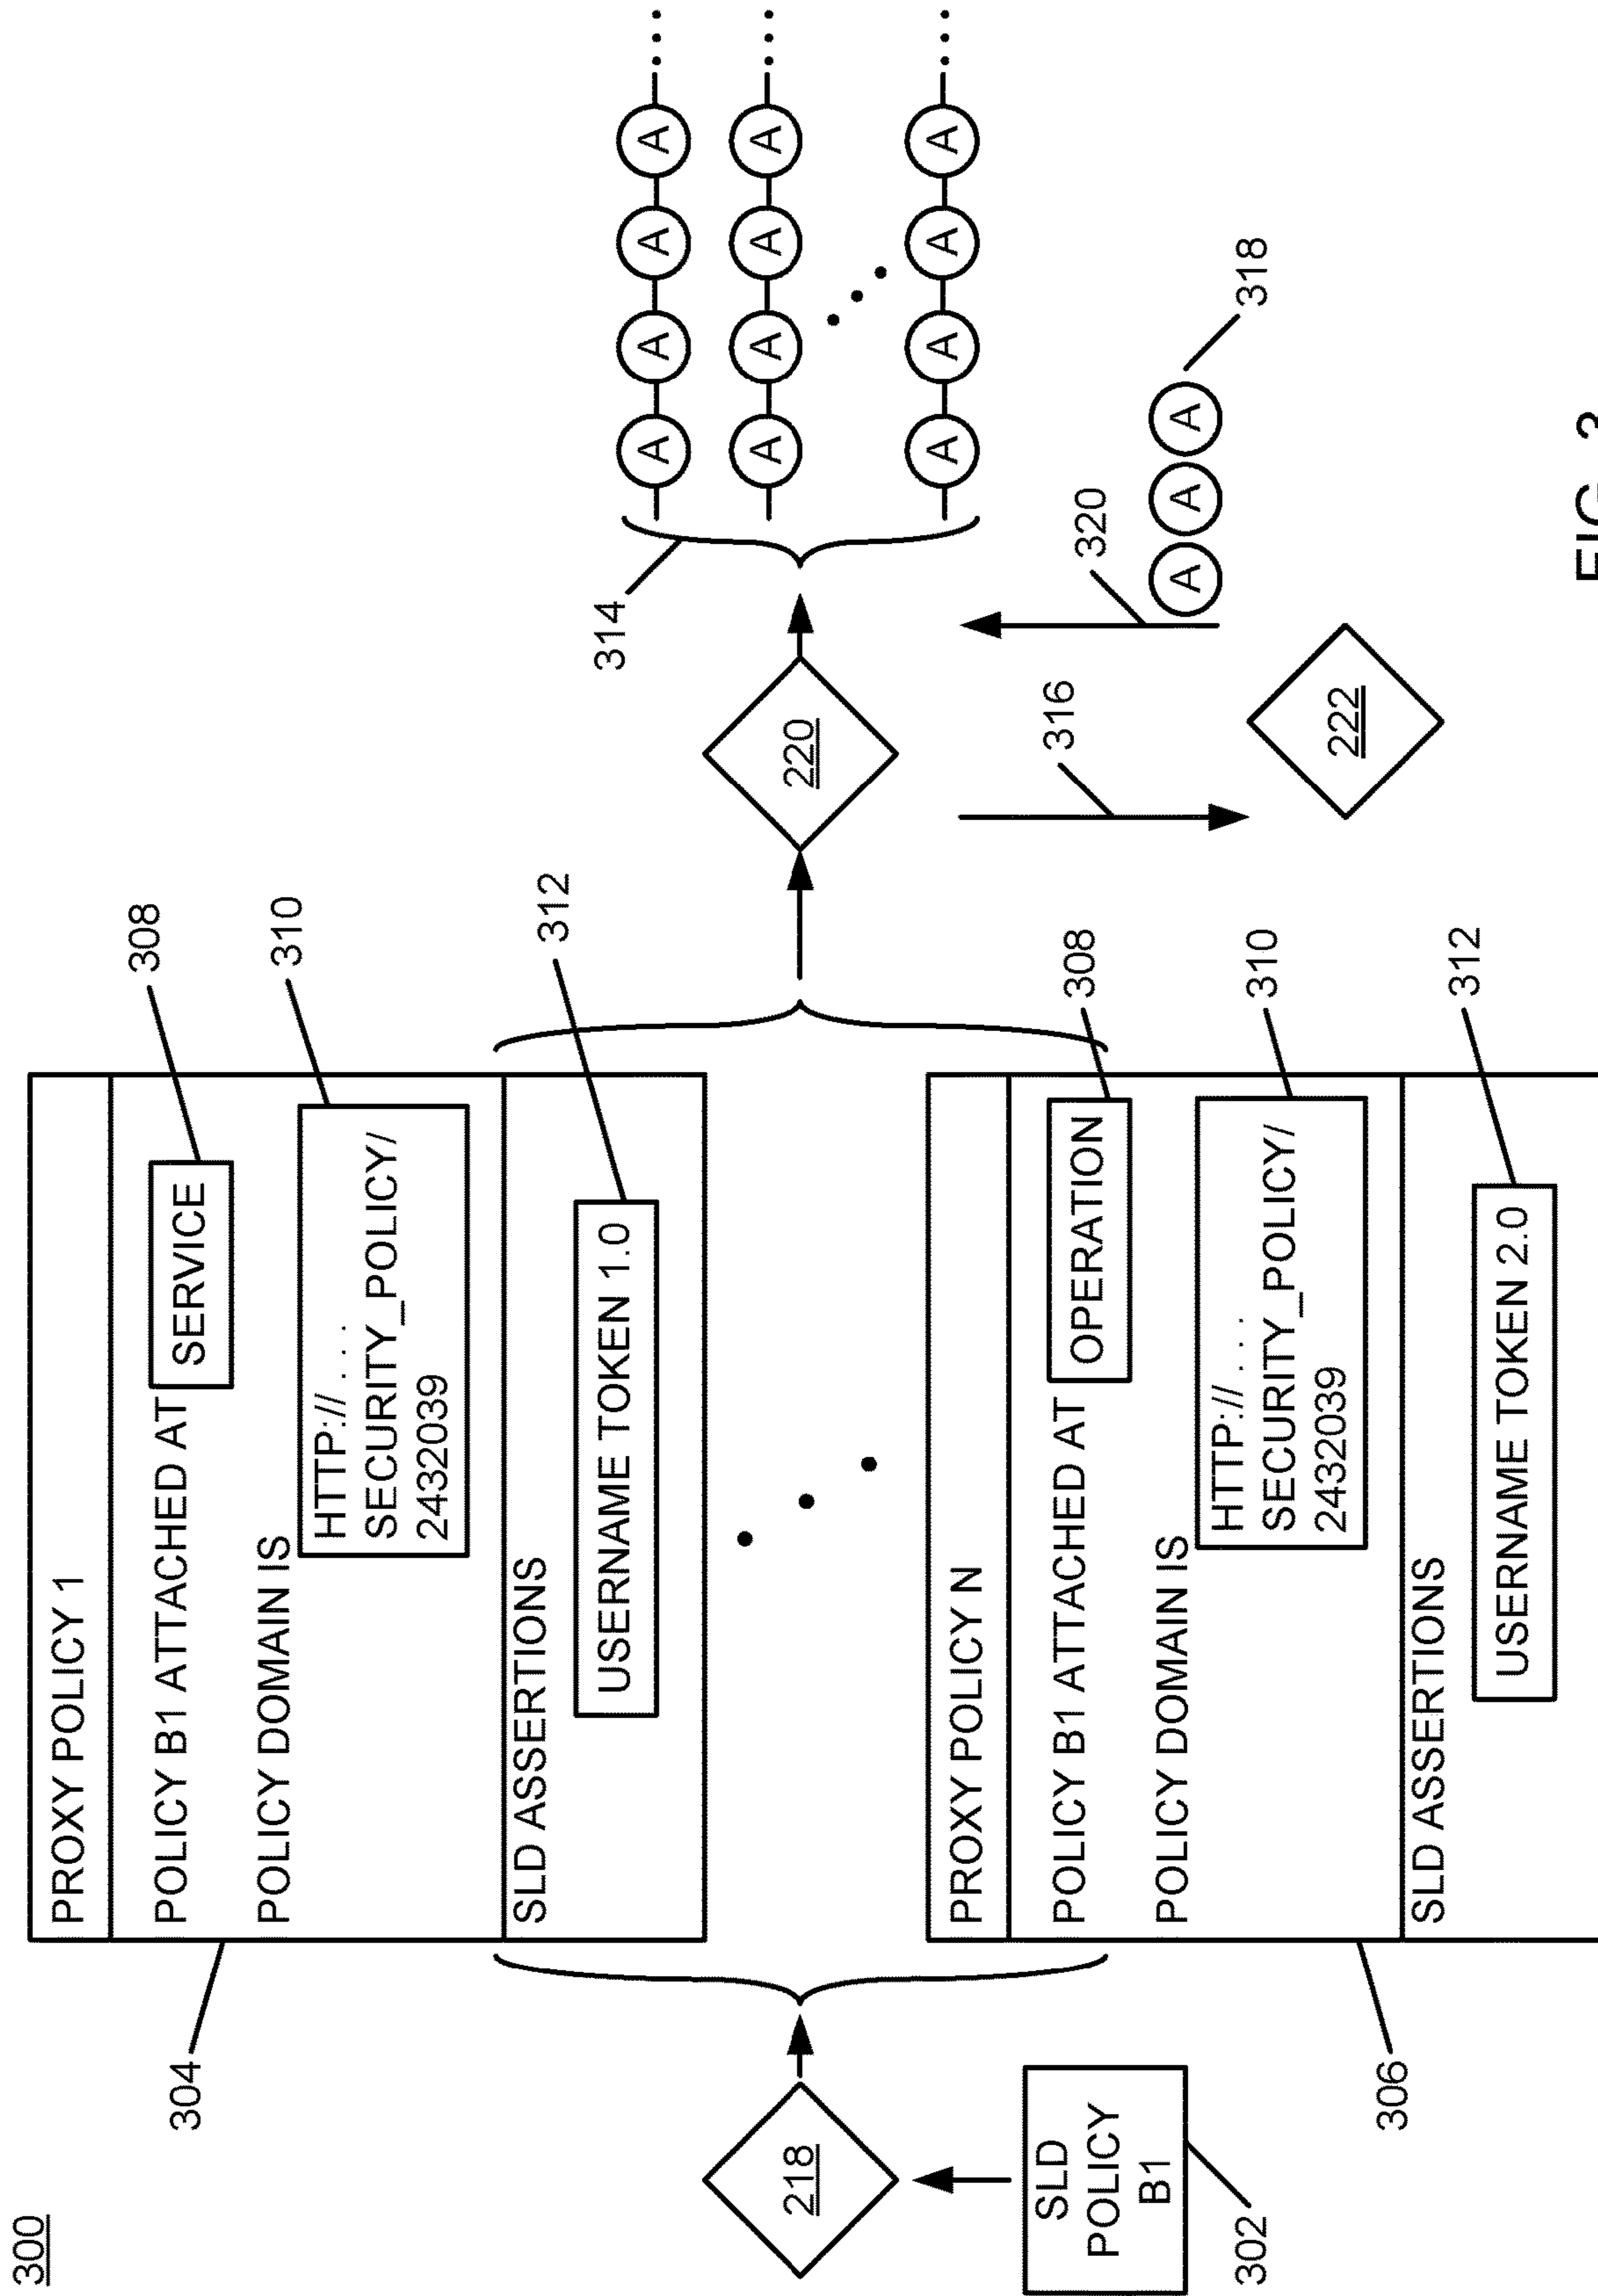 300
PROXY POLICY 1
POLICY B1 ATTACHED AT SERVICE
POLICY DOMAIN IS
HTTP:// . . . .
SECURITY_POLICY/
24432039
SLD ASSERTIONS
USERNAME TOKEN 1.0
304
308
310
312
218
SLD
POLICY
B1
302
PROXY POLICY N
POLICY B1 ATTACHED AT OPERATION
POLICY DOMAIN IS
HTTP:// . . . .
SECURITY_POLICY/
24432039
SLD ASSERTIONS
USERNAME TOKEN 2.0
306
308
310
312
220
314
A A A A
A A A A
A A A A
316
320
222
A A A
318
FIG. 3